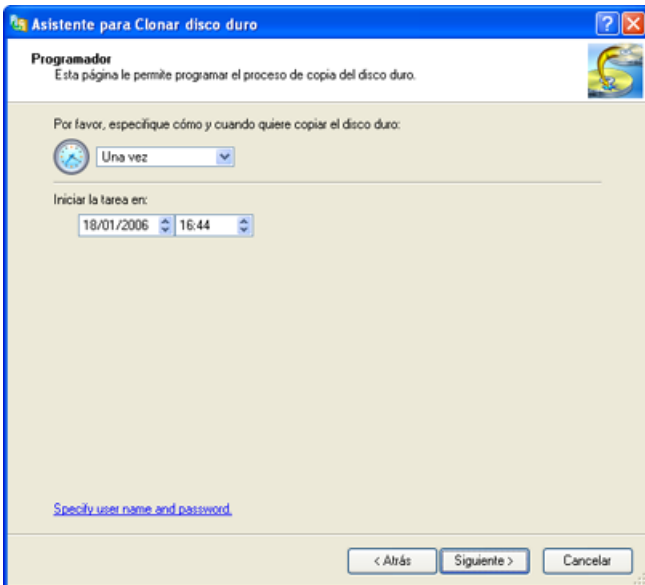 Asistente para Clonar disco duro
Programador
Esta página le permite programar el proceso de copia del disco duro.
Por favor, especifique cómo y cuando quiere copiar el disco duro:
Una vez
Iniciar la tarea en:
18/01/2006 16:44
Specify user name and password.
< Atrás Siguiente > Cancelar